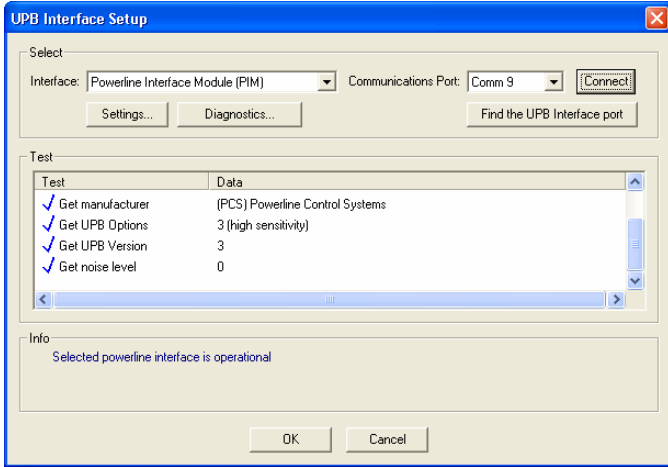 UPB Interface Setup
Select
Interface: Powerline Interface Module (PIM) Communications Port: Comm 9 Connect
Settings... Diagnostics... Find the UPB Interface port
Test
Test Data
Get manufacturer (PCS) Powerline Control Systems
Get UPB Options 3 (high sensitivity)
Get UPB Version 3
Get noise level 0
Info
Selected powerline interface is operational
OK Cancel